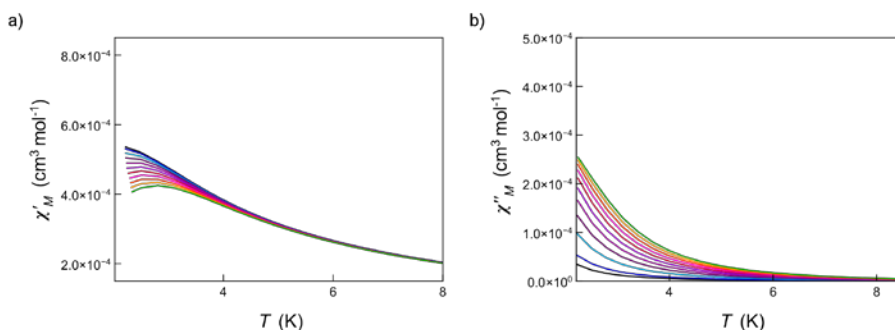 a)
b)
8.0×10⁻⁴
6.0×10⁻⁴
4.0×10⁻⁴
2.0×10⁻⁴
χ′M (cm³ mol⁻¹)
4
6
8
T (K)
5.0×10⁻⁴
4.0×10⁻⁴
3.0×10⁻⁴
2.0×10⁻⁴
1.0×10⁻⁴
0.0×10⁰
χ″M (cm³ mol⁻¹)
4
6
8
T (K)